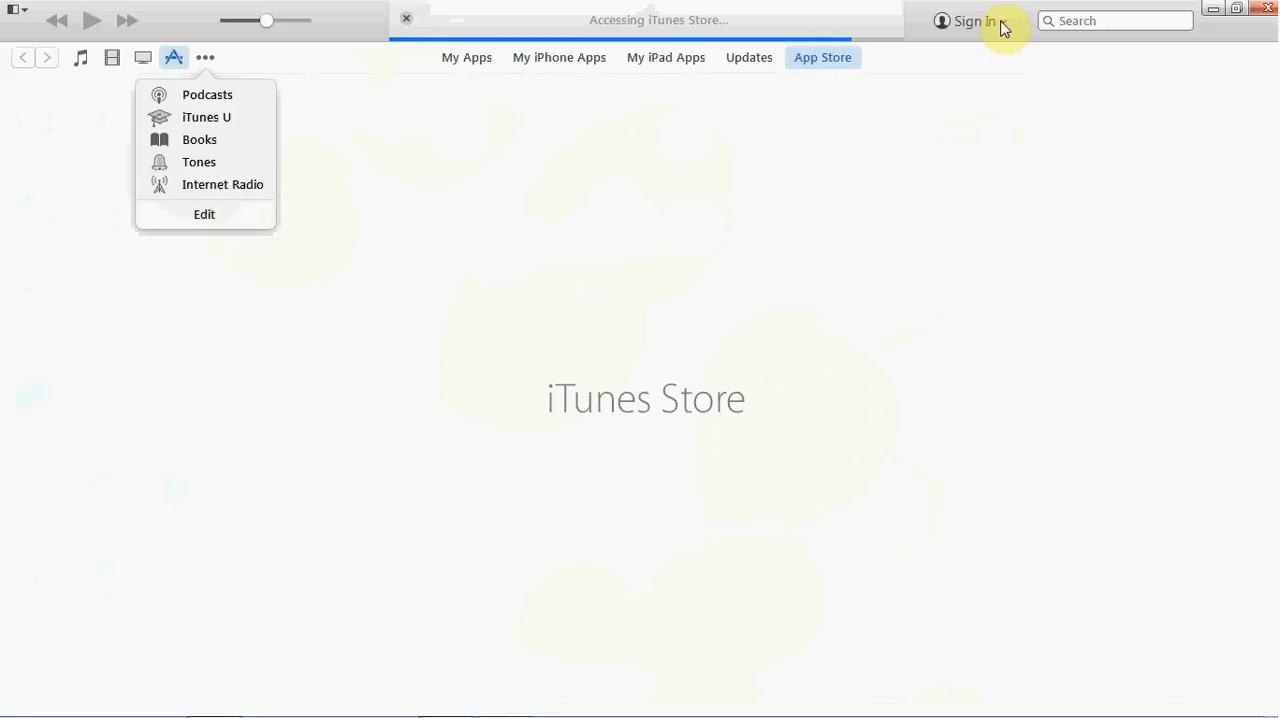 Accessing iTunes Store...
Sign In
Search
My Apps
My iPhone Apps
My iPad Apps
Updates
App Store
Podcasts
iTunes U
Books
Tones
Internet Radio
Edit
iTunes Store